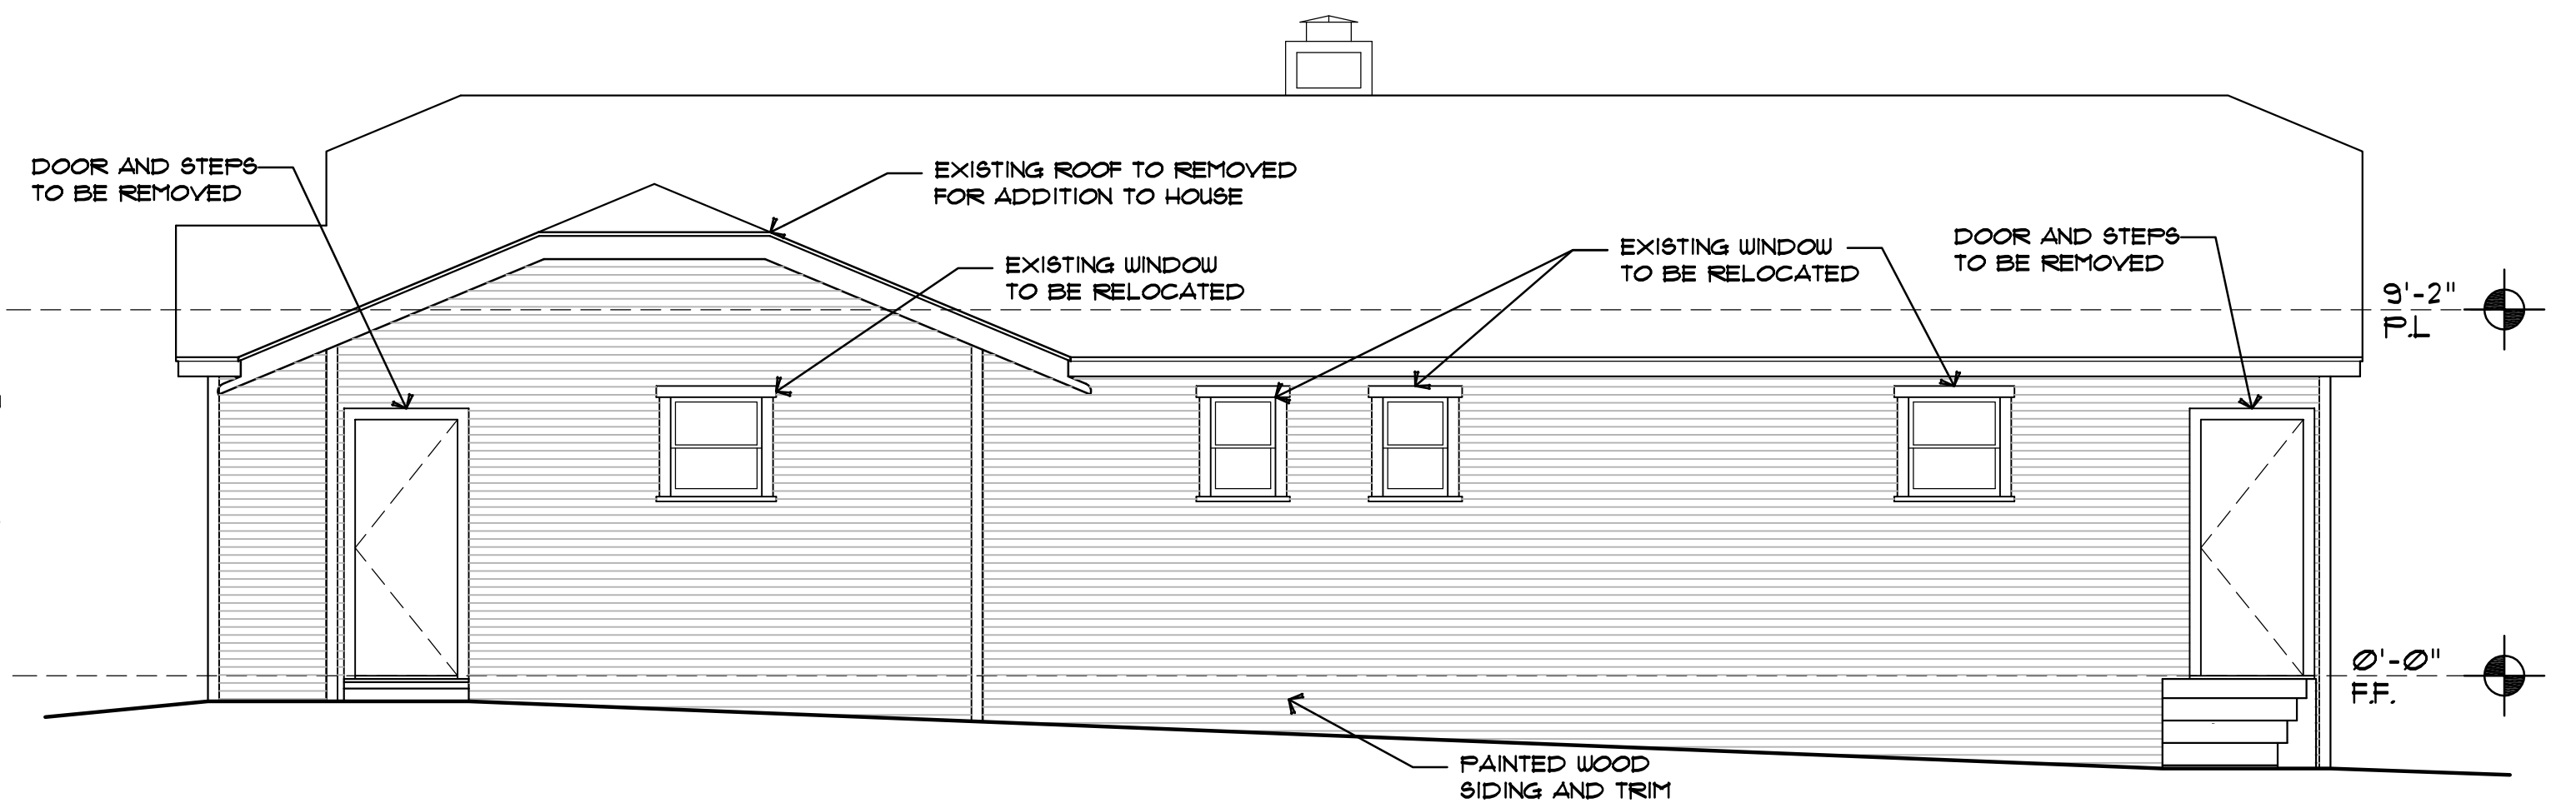 DOOR AND STEPS
TO BE REMOVED
EXISTING ROOF TO REMOVED
FOR ADDITION TO HOUSE
EXISTING WINDOW
TO BE RELOCATED
EXISTING WINDOW
TO BE RELOCATED
DOOR AND STEPS
TO BE REMOVED
9'-2"
P.L
0'-0"
F.F.
PAINTED WOOD
SIDING AND TRIM